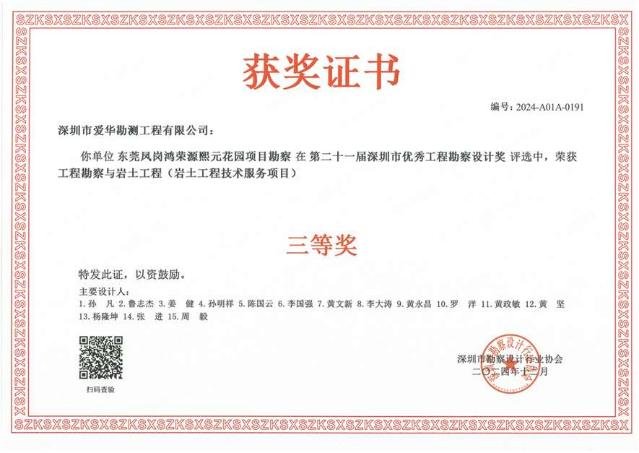 获奖证书
编号：2024-A01A-0191
深圳市爱华勘测工程有限公司：
你单位 东莞凤岗鸿荣源熙元花园项目勘察 在 第二十一届深圳市优秀工程勘察设计奖 评选中，荣获
工程勘察与岩土工程（岩土工程技术服务项目）
三等奖
特发此证，以资鼓励。
主要设计人：
1.孙　凡 2.鲁志杰 3.姜　健 4.孙明祥 5.陈国云 6.李国强 7.黄文新 8.李大涛 9.黄永昌 10.罗　洋 11.黄政敏 12.黄　坚
13.杨隆坤 14.张　进 15.周　毅
扫码查验
深圳市勘察设计行业协会
二〇二四年十二月